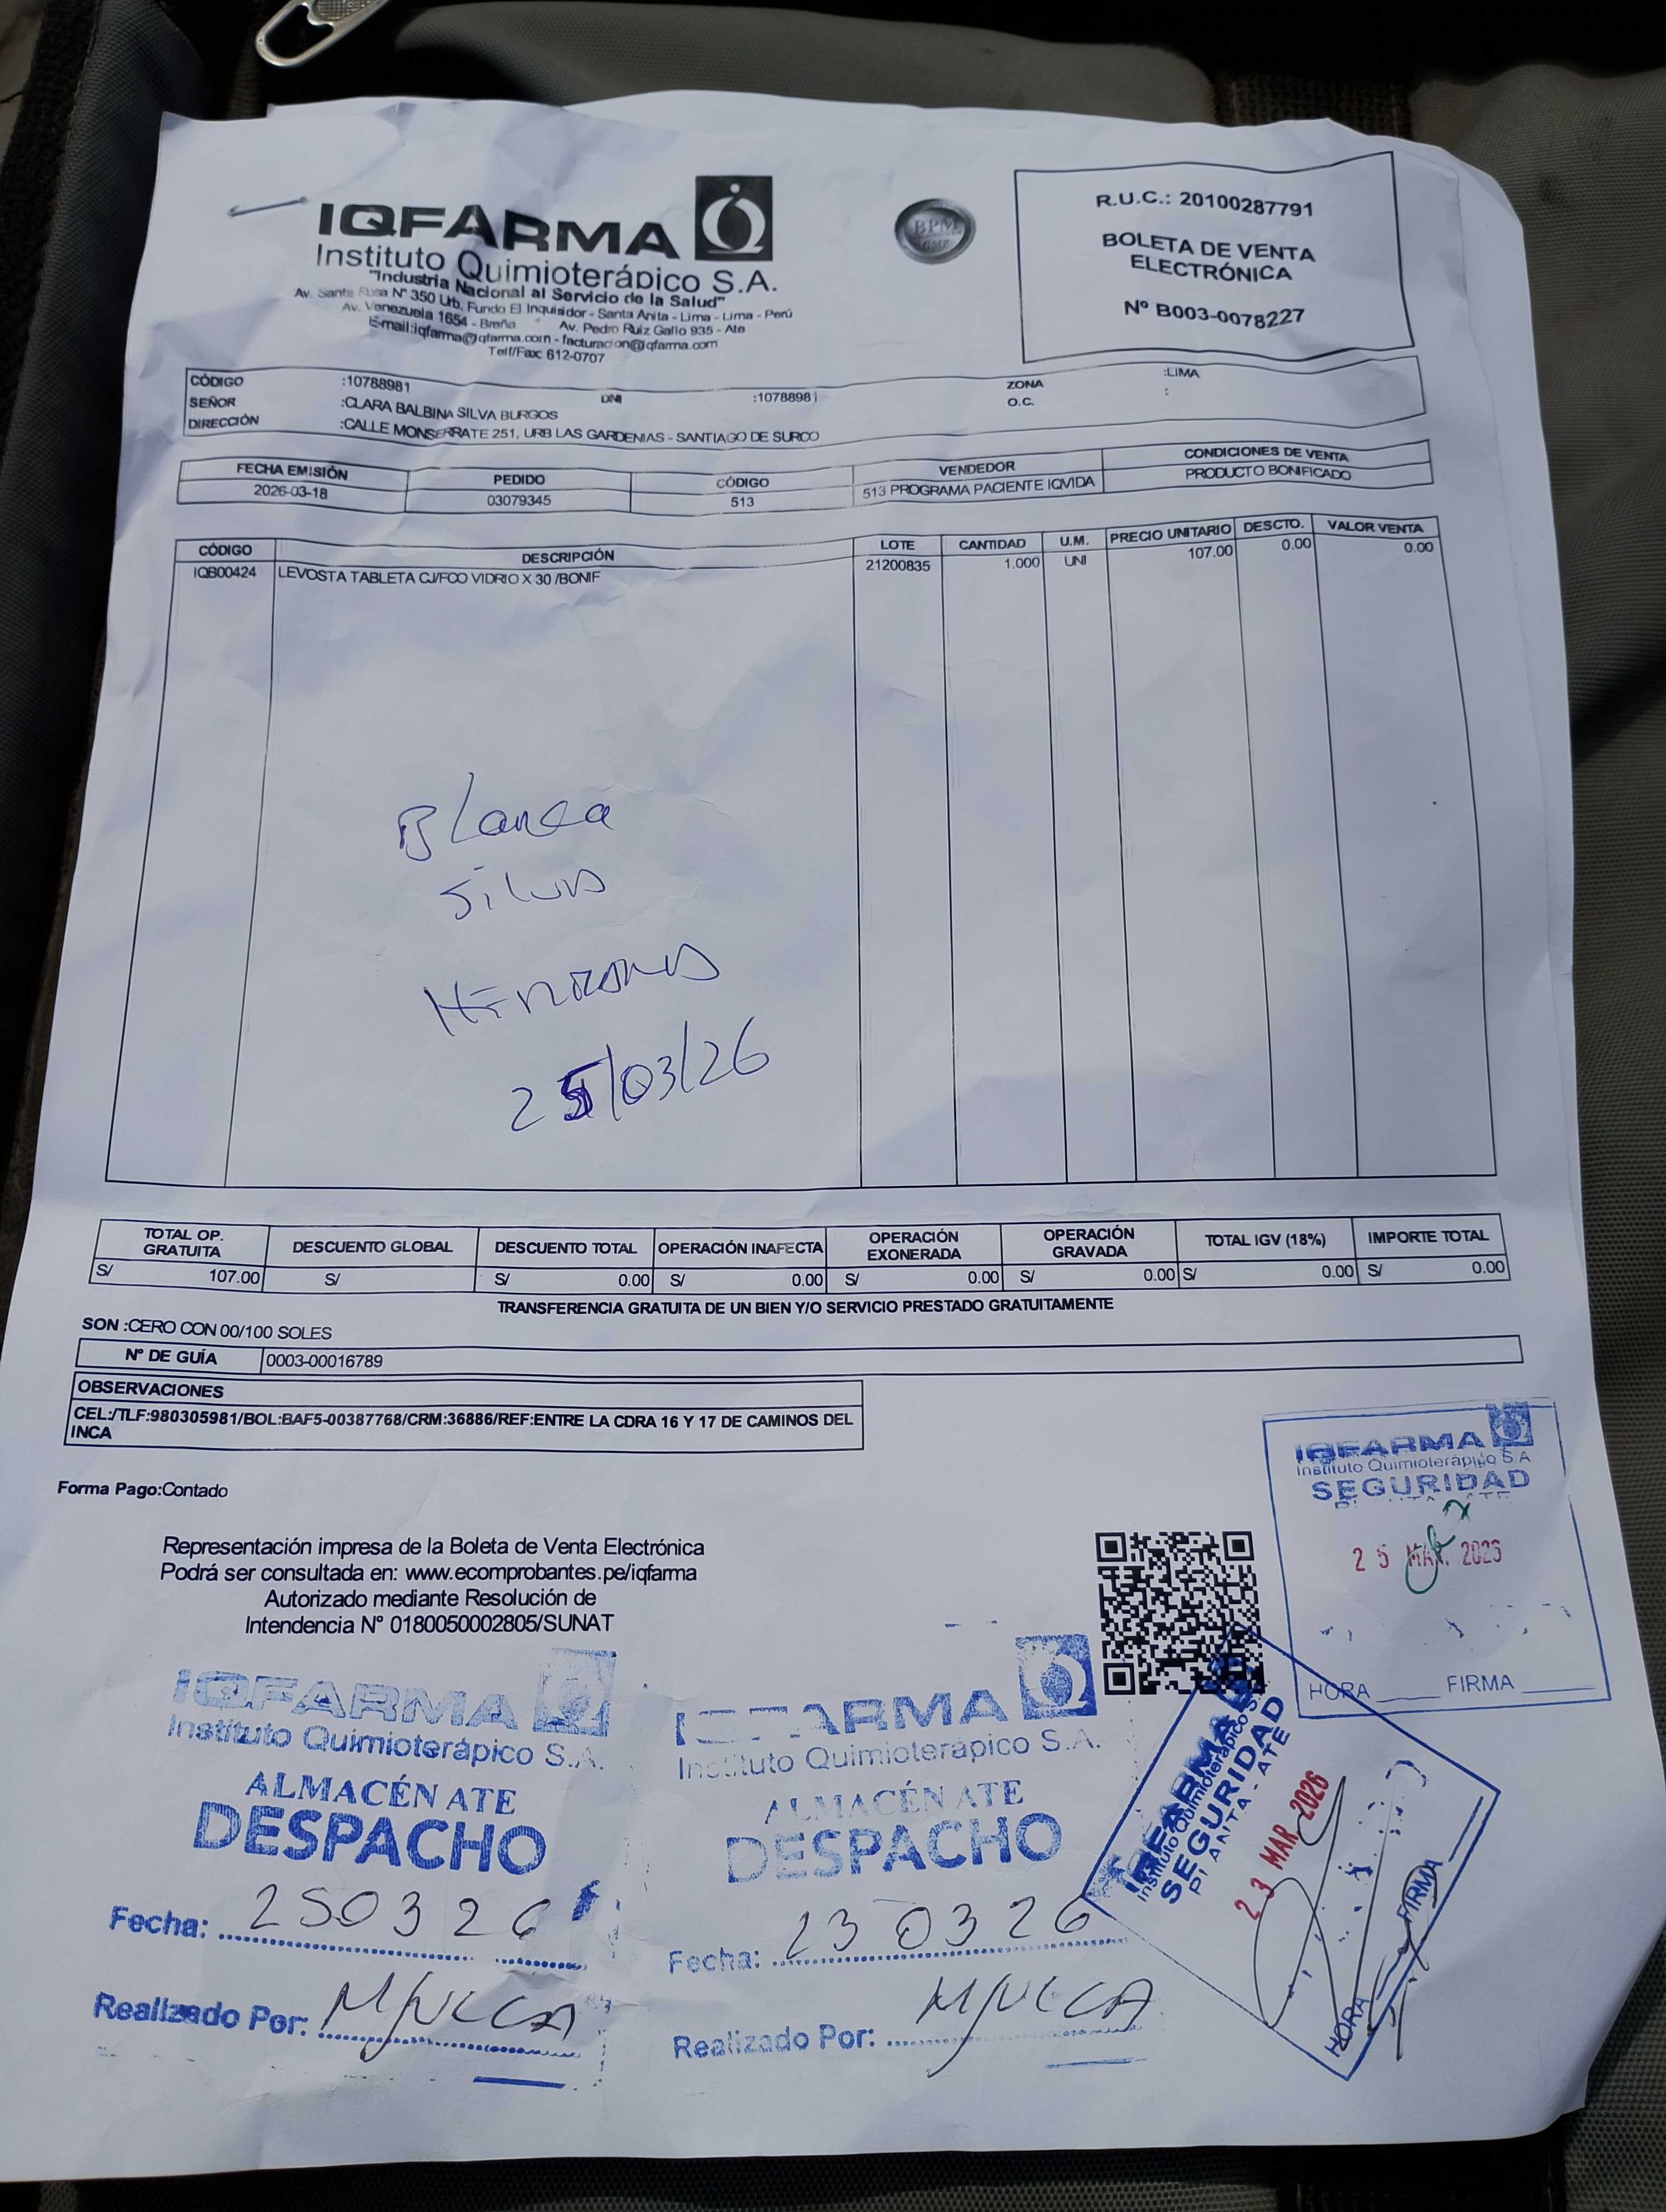 IQFARMA
Instituto Quimioterápico S.A.
"Industria Nacional al Servicio de la Salud"
Av. Santa Rosa N° 350 Urb. Fundo El Inquisidor - Santa Anita - Lima - Lima - Perú
Av. Venezuela 1654 - Breña Av. Pedro Ruiz Gallo 935 - Ate
E-mail:iqfarma@iqfarma.com - facturacion@iqfarma.com
Telf/Fax: 612-0707
BPM
R.U.C.: 20100287791
BOLETA DE VENTA
ELECTRÓNICA
Nº B003-0078227
CÓDIGO :10788981 DNI :10788981 ZONA :LIMA
SEÑOR :CLARA BALBINA SILVA BURGOS O.C. :
DIRECCIÓN :CALLE MONSERRATE 251, URB LAS GARDENIAS - SANTIAGO DE SURCO
FECHA EMISIÓN PEDIDO CÓDIGO VENDEDOR CONDICIONES DE VENTA
2026-03-18 03079345 513 513 PROGRAMA PACIENTE IQVIDA PRODUCTO BONIFICADO
CÓDIGO DESCRIPCIÓN LOTE CANTIDAD U.M. PRECIO UNITARIO DESCTO. VALOR VENTA
IQB00424 LEVOSTA TABLETA CJ/FCO VIDRIO X 30 /BONIF 21200835 1.000 UNI 107.00 0.00 0.00
Blanca
Silva
25/03/26
TOTAL OP. GRATUITA DESCUENTO GLOBAL DESCUENTO TOTAL OPERACIÓN INAFECTA OPERACIÓN EXONERADA OPERACIÓN GRAVADA TOTAL IGV (18%) IMPORTE TOTAL
S/ 107.00 S/ S/ 0.00 S/ 0.00 S/ 0.00 S/ 0.00 S/ 0.00 S/ 0.00
TRANSFERENCIA GRATUITA DE UN BIEN Y/O SERVICIO PRESTADO GRATUITAMENTE
SON :CERO CON 00/100 SOLES
Nº DE GUÍA 0003-00016789
OBSERVACIONES
CEL:/TLF:980305981/BOL:BAF5-00387768/CRM:36886/REF:ENTRE LA CDRA 16 Y 17 DE CAMINOS DEL
INCA
Forma Pago:Contado
Representación impresa de la Boleta de Venta Electrónica
Podrá ser consultada en: www.ecomprobantes.pe/iqfarma
Autorizado mediante Resolución de
Intendencia N° 0180050002805/SUNAT
IQFARMA
Instituto Quimioterápico S.A
SEGURIDAD
25 MAR. 2026
HORA FIRMA
IQFARMA
Instituto Quimioterápico S.A.
ALMACÉN ATE
DESPACHO
Fecha: 250326
Realizado Por:
IQFARMA
Instituto Quimioterápico S.A.
ALMACÉN ATE
DESPACHO
Fecha: 230326
Realizado Por:
IQFARMA
Instituto Quimioterápico S.
SEGURIDAD
PLANTA - ATE
23 MAR 2026
HORA FIRMA